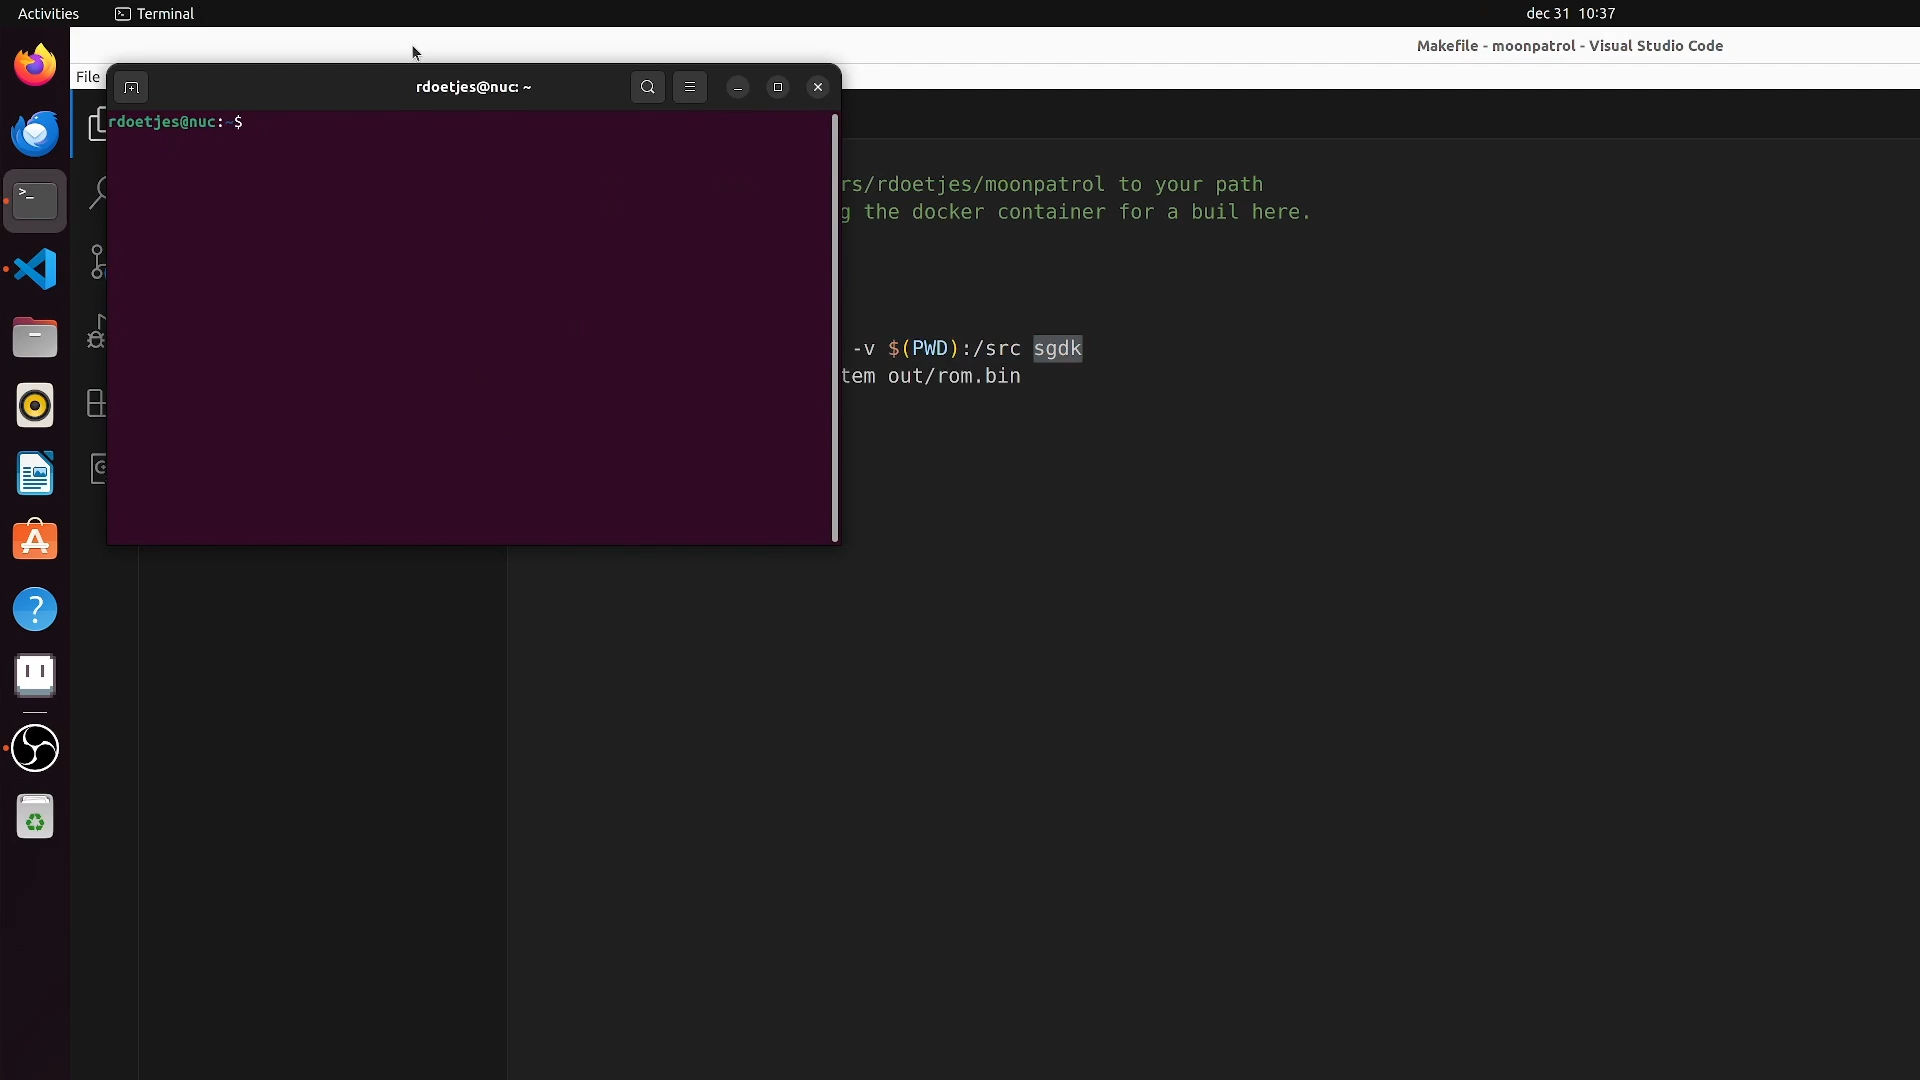 Activities
Terminal
dec 31 10:37
Makefile - moonpatrol - Visual Studio Code
File
rdoetjes@nuc: ~
rdoetjes@nuc:~$
rs/rdoetjes/moonpatrol to your path
g the docker container for a buil here.
-v $(PWD):/src sgdk
tem out/rom.bin